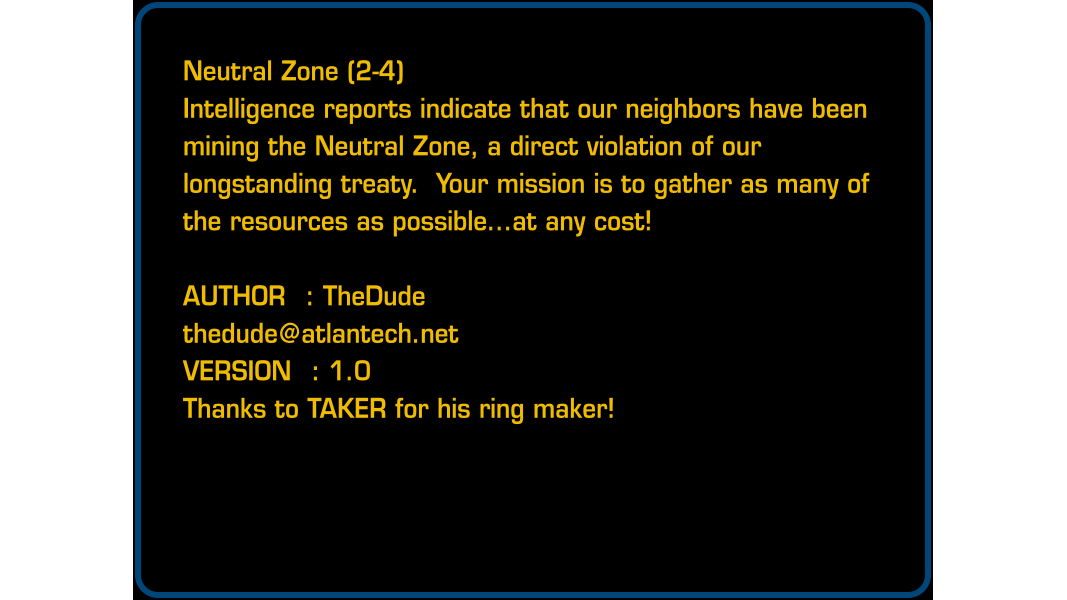 Neutral Zone (2-4)
Intelligence reports indicate that our neighbors have been
mining the Neutral Zone, a direct violation of our
longstanding treaty.  Your mission is to gather as many of
the resources as possible...at any cost!

AUTHOR  : TheDude
thedude@atlantech.net
VERSION  : 1.0
Thanks to TAKER for his ring maker!